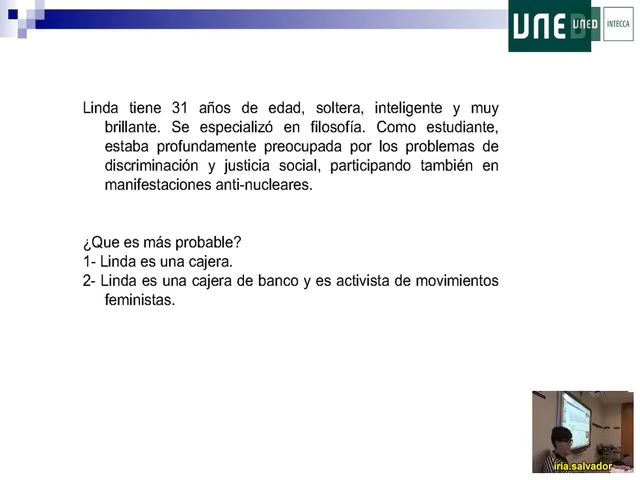 UNED
UNED
INTECCA
Linda tiene 31 años de edad, soltera, inteligente y muy
brillante. Se especializó en filosofía. Como estudiante,
estaba profundamente preocupada por los problemas de
discriminación y justicia social, participando también en
manifestaciones anti-nucleares.
¿Que es más probable?
1- Linda es una cajera.
2- Linda es una cajera de banco y es activista de movimientos
feministas.
iria.salvador